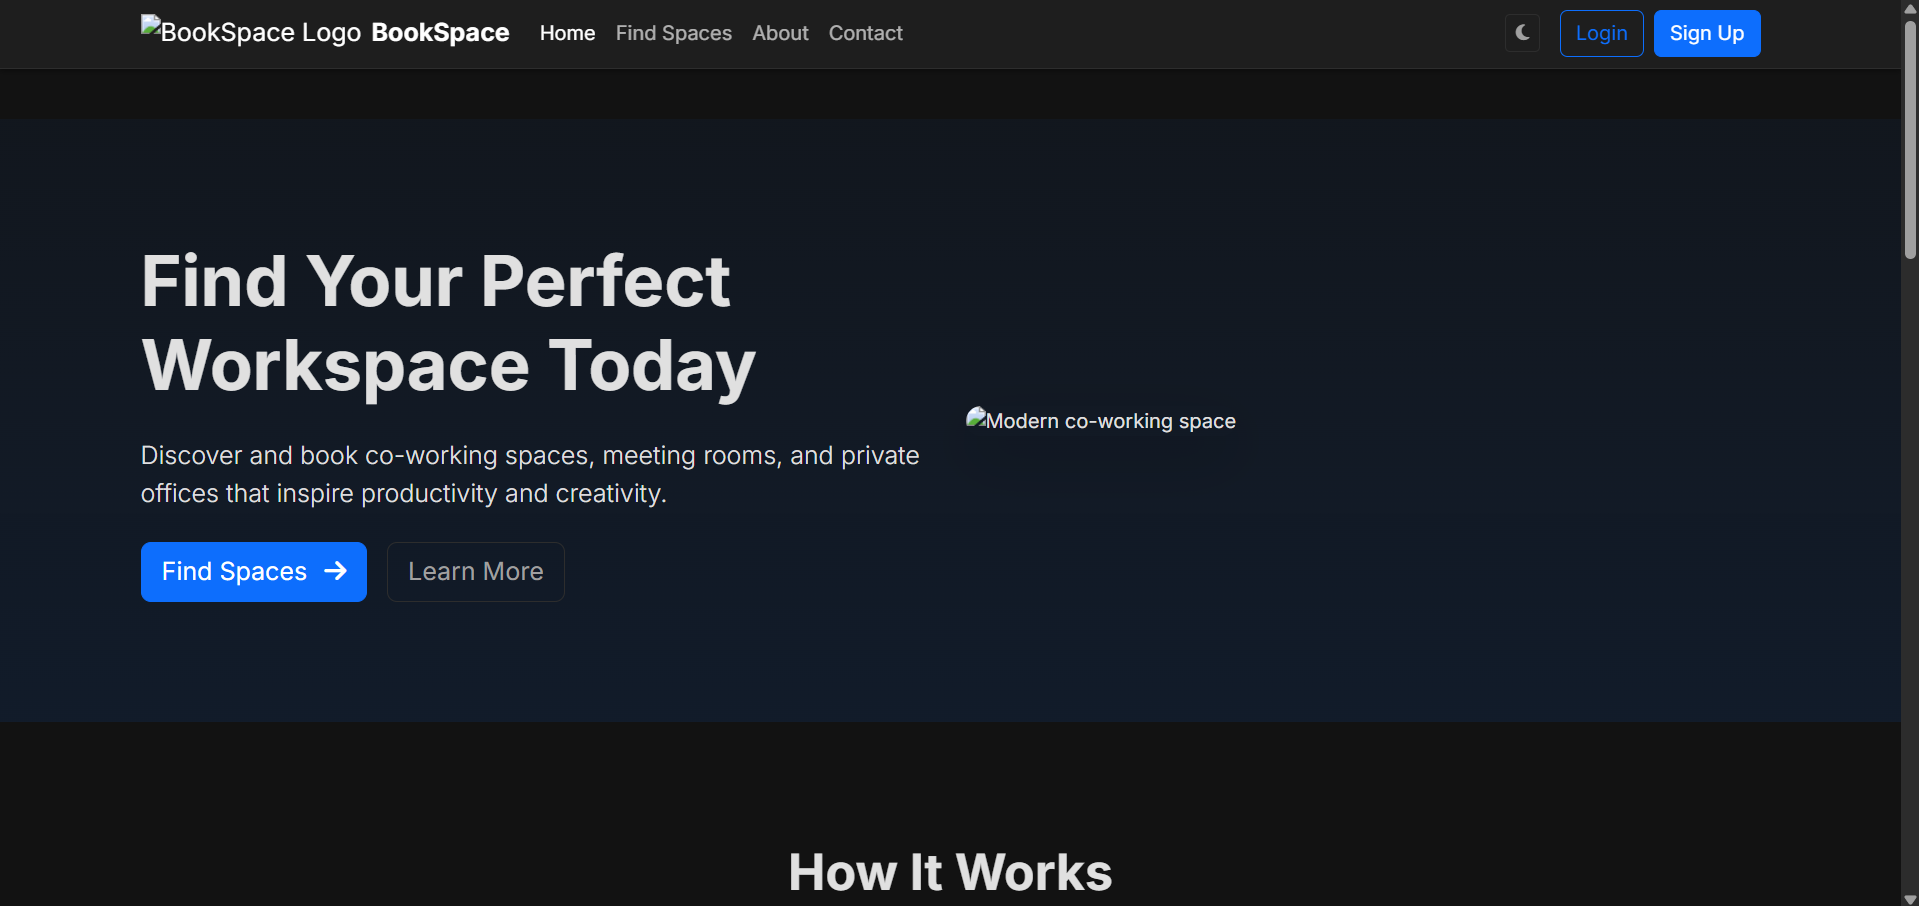 BookSpace Logo BookSpace Home Find Spaces About Contact Login Sign Up
Find Your Perfect
Workspace Today
Modern co-working space
Discover and book co-working spaces, meeting rooms, and private
offices that inspire productivity and creativity.
Find Spaces Learn More
How It Works